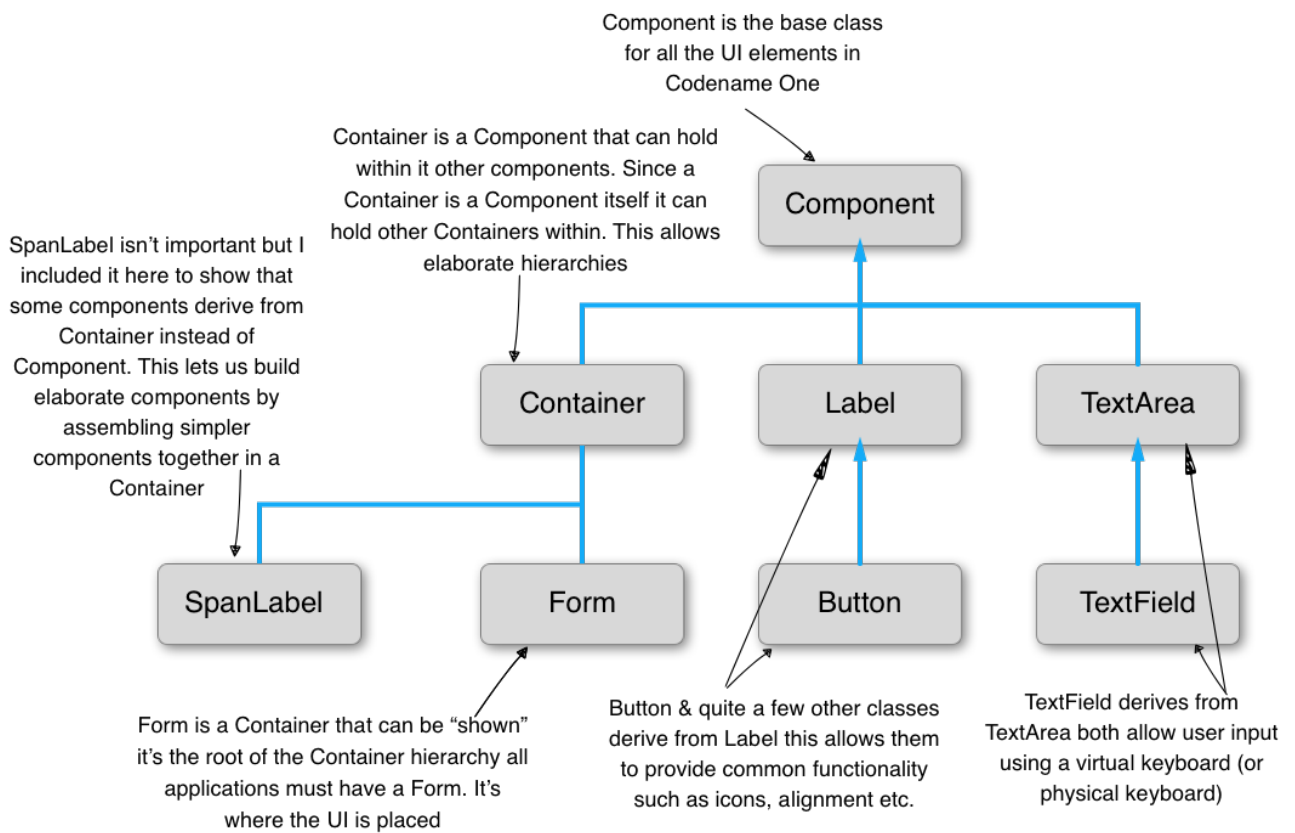 Component is the base class
for all the UI elements in
Codename One
Container is a Component that can hold
within it other components. Since a
Container is a Component itself it can
hold other Containers within. This allows
elaborate hierarchies
Component
SpanLabel isn’t important but I
included it here to show that
some components derive from
Container instead of
Component. This lets us build
elaborate components by
assembling simpler
components together in a
Container
Container
Label
TextArea
SpanLabel
Form
Button
TextField
Form is a Container that can be “shown”
it’s the root of the Container hierarchy all
applications must have a Form. It’s
where the UI is placed
Button & quite a few other classes
derive from Label this allows them
to provide common functionality
such as icons, alignment etc.
TextField derives from
TextArea both allow user input
using a virtual keyboard (or
physical keyboard)